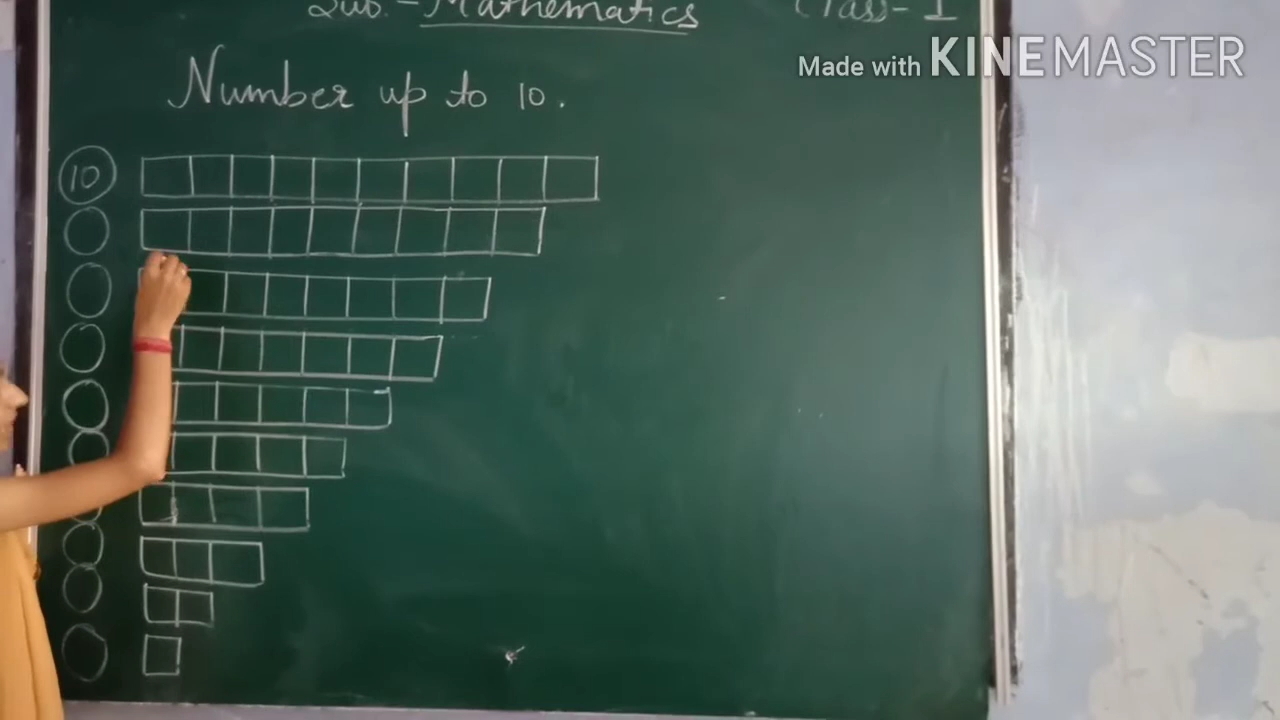 Sub. - Mathematics Class - I
Made with KINEMASTER
Number up to 10.
10